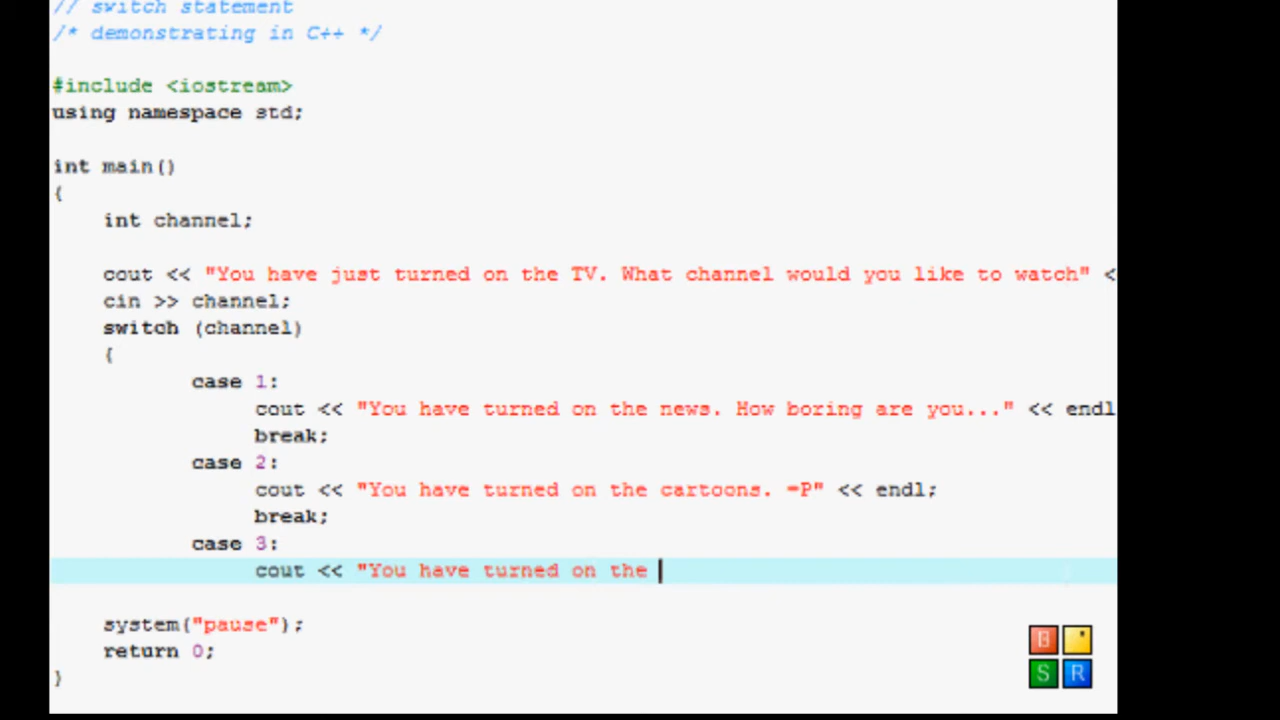 // switch statement
/* demonstrating in C++ */
#include <iostream>
using namespace std;
int main()
{
int channel;
cout << "You have just turned on the TV. What channel would you like to watch" <
cin >> channel;
switch (channel)
{
case 1:
cout << "You have turned on the news. How boring are you..." << endl
break;
case 2:
cout << "You have turned on the cartoons. =P" << endl;
break;
case 3:
cout << "You have turned on the
system("pause");
return 0;
}
B '
S R